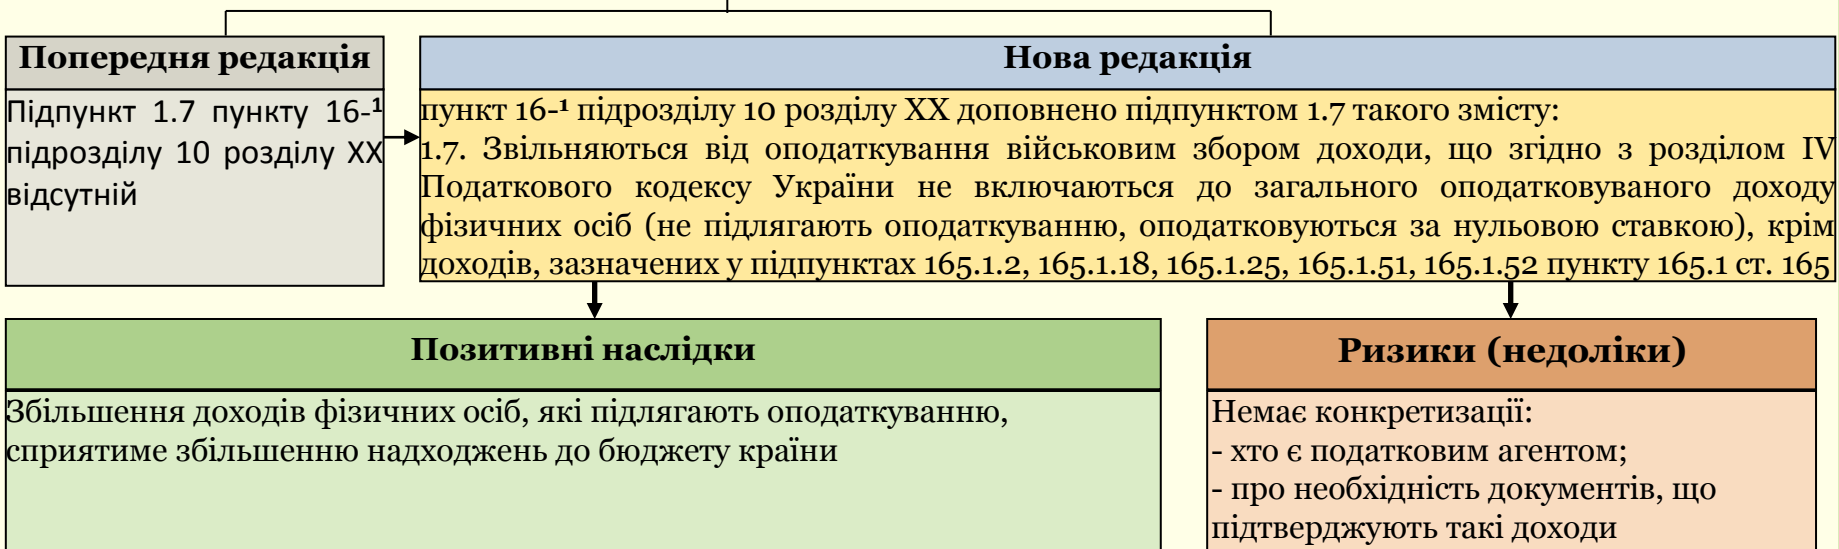 Попередня редакція
Підпункт 1.7 пункту 16-¹
підрозділу 10 розділу ХХ
відсутній
Нова редакція
пункт 16-¹ підрозділу 10 розділу ХХ доповнено підпунктом 1.7 такого змісту:
1.7. Звільняються від оподаткування військовим збором доходи, що згідно з розділом IV
Податкового кодексу України не включаються до загального оподатковуваного доходу
фізичних осіб (не підлягають оподаткуванню, оподатковуються за нульовою ставкою), крім
доходів, зазначених у підпунктах 165.1.2, 165.1.18, 165.1.25, 165.1.51, 165.1.52 пункту 165.1 ст. 165
Позитивні наслідки
Збільшення доходів фізичних осіб, які підлягають оподаткуванню,
сприятиме збільшенню надходжень до бюджету країни
Ризики (недоліки)
Немає конкретизації:
- хто є податковим агентом;
- про необхідність документів, що
підтверджують такі доходи